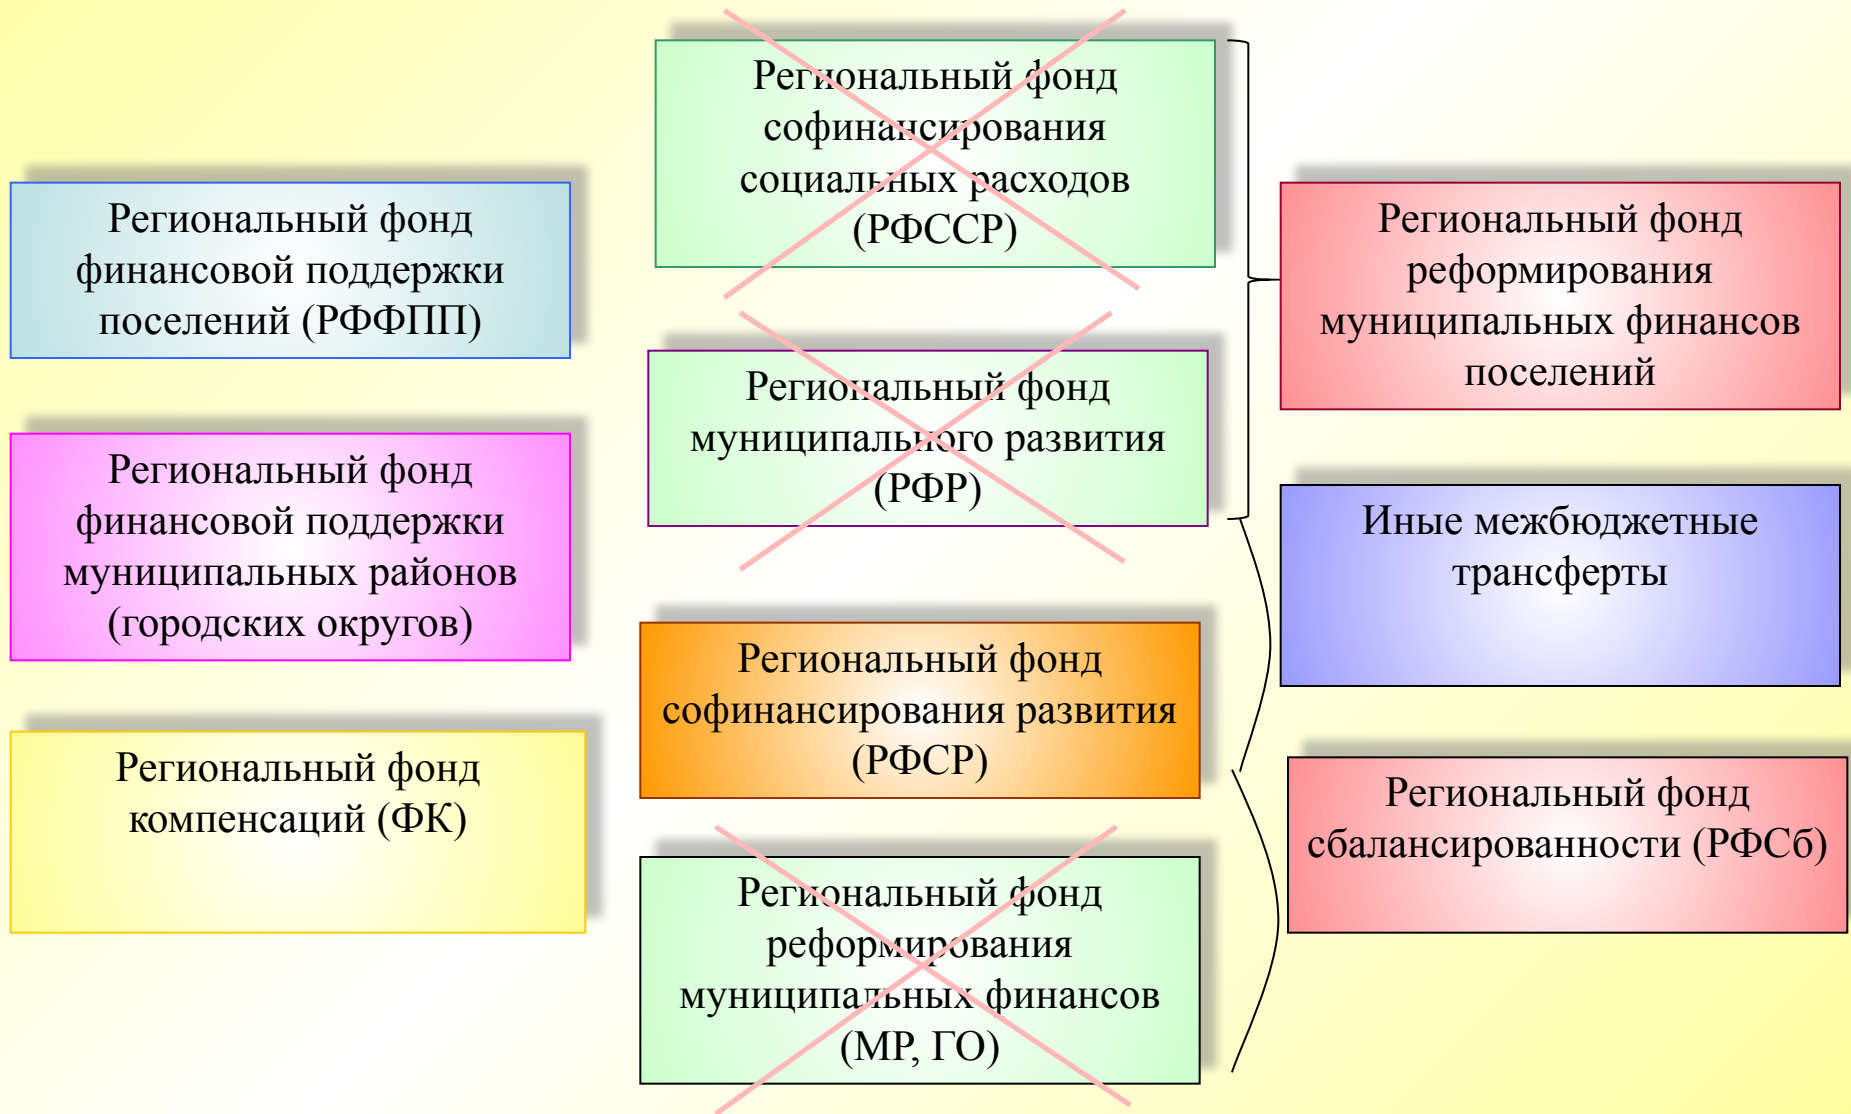 Региональный фонд
финансовой поддержки
поселений (РФФПП)
Региональный фонд
финансовой поддержки
муниципальных районов
(городских округов)
Региональный фонд
компенсаций (ФК)
Региональный фонд
софинансирования
социальных расходов
(РФССР)
Региональный фонд
муниципального развития
(РФР)
Региональный фонд
софинансирования развития
(РФСР)
Региональный фонд
реформирования
муниципальных финансов
(МР, ГО)
Региональный фонд
реформирования
муниципальных финансов
поселений
Иные межбюджетные
трансферты
Региональный фонд
сбалансированности (РФСб)